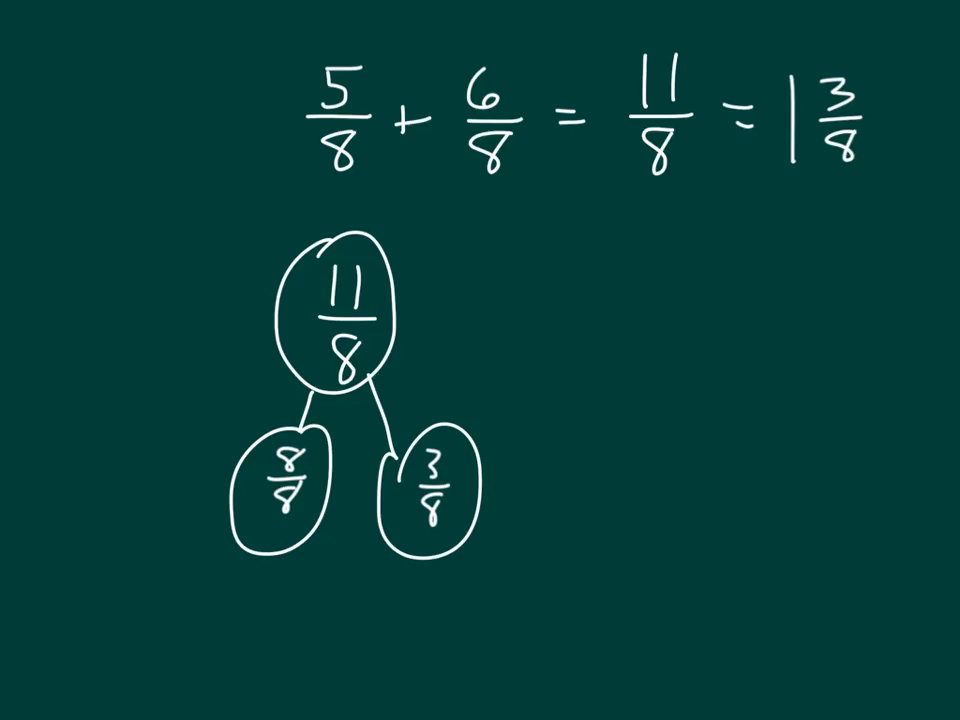 5/8 + 6/8 = 11/8 = 1 3/8
11/8
8/8 3/8